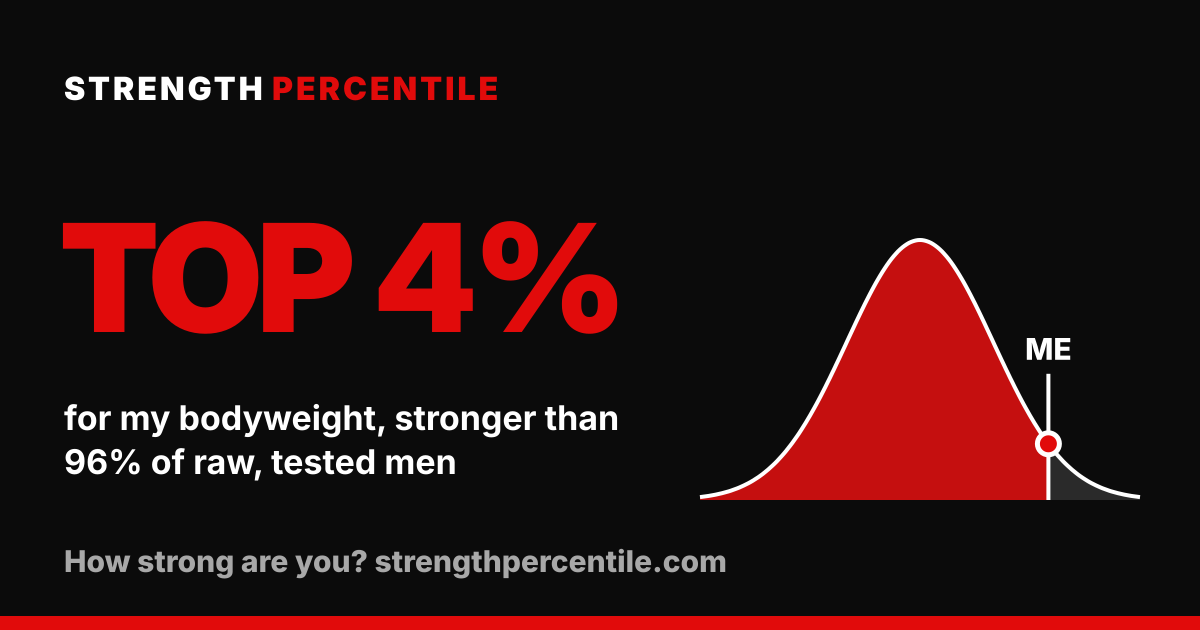 STRENGTH PERCENTILE
TOP 4%
ME
for my bodyweight, stronger than
96% of raw, tested men
How strong are you? strengthpercentile.com